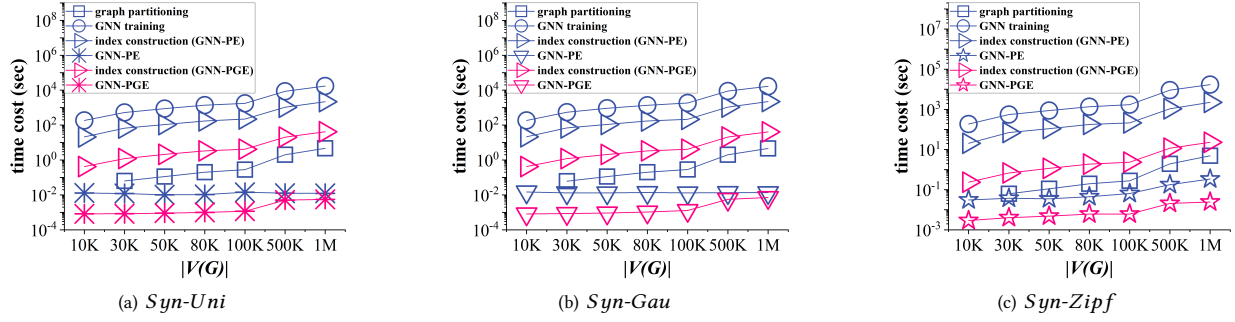 graph partitioning
GNN training
index construction (GNN-PE)
GNN-PE
index construction (GNN-PGE)
GNN-PGE
time cost (sec)
10^8
10^6
10^4
10^2
10^0
10^-2
10^-4
10K 30K 50K 80K 100K 500K 1M
|V(G)|
(a) Syn-Uni
graph partitioning
GNN training
index construction (GNN-PE)
GNN-PE
index construction (GNN-PGE)
GNN-PGE
time cost (sec)
10^8
10^6
10^4
10^2
10^0
10^-2
10^-4
10K 30K 50K 80K 100K 500K 1M
|V(G)|
(b) Syn-Gau
graph partitioning
GNN training
index construction (GNN-PE)
GNN-PE
index construction (GNN-PGE)
GNN-PGE
time cost (sec)
10^7
10^5
10^3
10^1
10^-1
10^-3
10K 30K 50K 80K 100K 500K 1M
|V(G)|
(c) Syn-Zipf